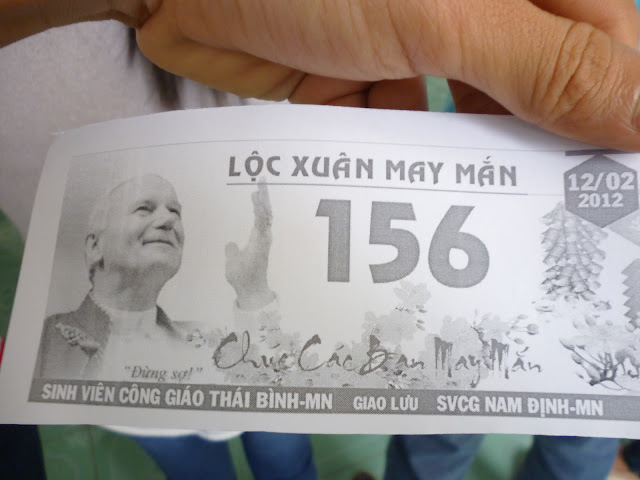 LỘC XUÂN MAY MẮN
12/02
2012
156
Chúc Các Bạn May Mắn
"Đừng sợ!"
SINH VIÊN CÔNG GIÁO THÁI BÌNH-MN GIAO LƯU SVCG NAM ĐỊNH-MN